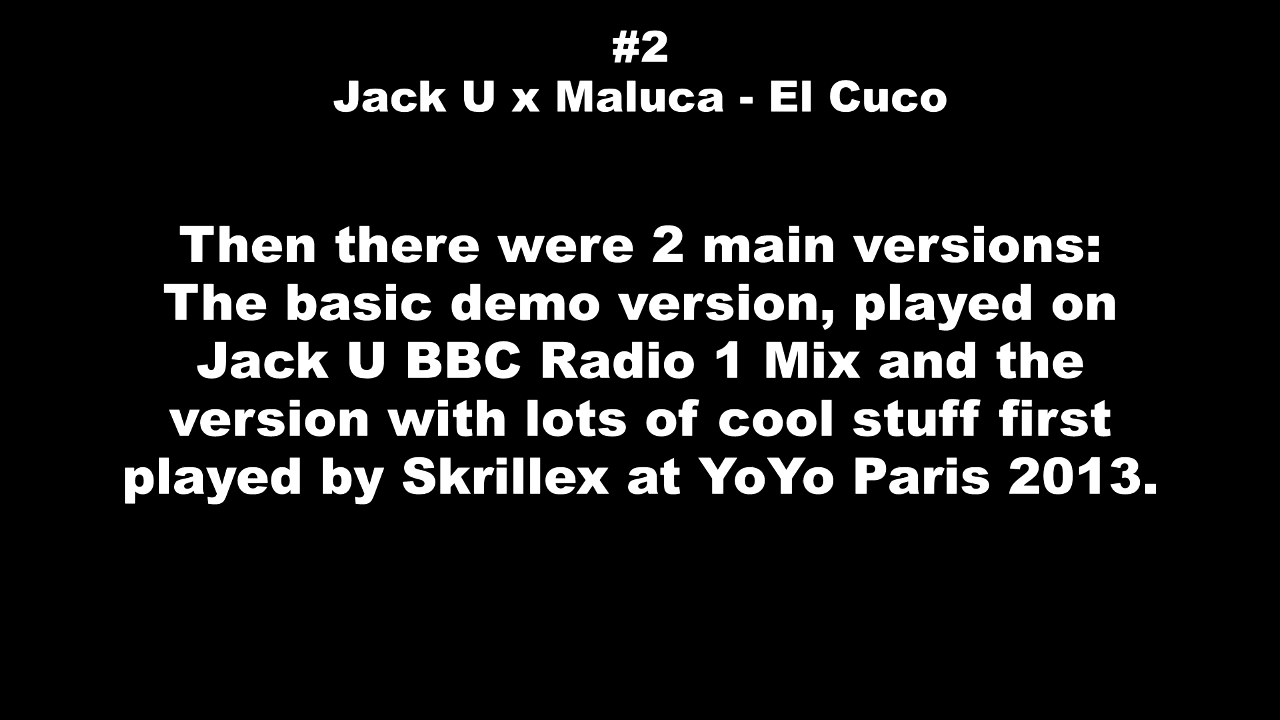 #2
Jack U x Maluca - El Cuco
Then there were 2 main versions:
The basic demo version, played on
Jack U BBC Radio 1 Mix and the
version with lots of cool stuff first
played by Skrillex at YoYo Paris 2013.